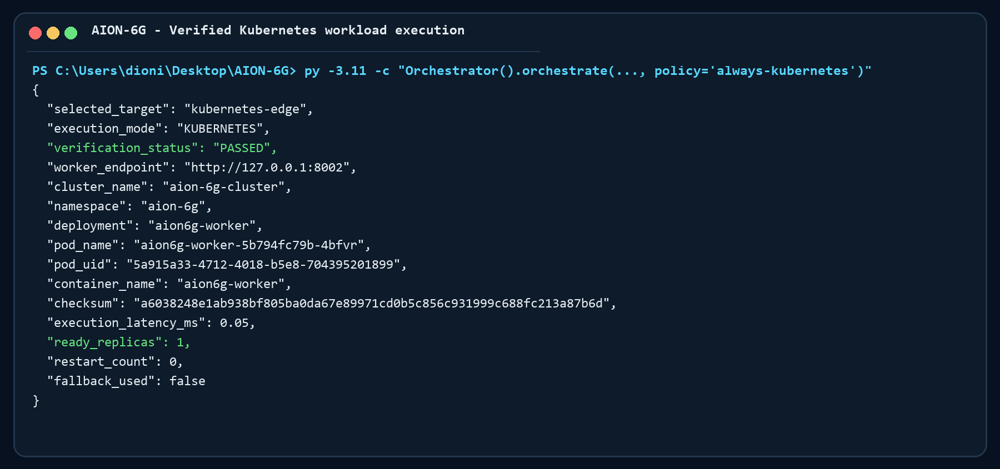 AION-6G - Verified Kubernetes workload execution
PS C:\Users\dioni\Desktop\AION-6G> py -3.11 -c "Orchestrator().orchestrate(..., policy='always-kubernetes')"
{
  "selected_target": "kubernetes-edge",
  "execution_mode": "KUBERNETES",
  "verification_status": "PASSED",
  "worker_endpoint": "http://127.0.0.1:8002",
  "cluster_name": "aion-6g-cluster",
  "namespace": "aion-6g",
  "deployment": "aion6g-worker",
  "pod_name": "aion6g-worker-5b794fc79b-4bfvr",
  "pod_uid": "5a915a33-4712-4018-b5e8-704395201899",
  "container_name": "aion6g-worker",
  "checksum": "a6038248e1ab938bf805ba0da67e89971cd0b5c856c931999c688fc213a87b6d",
  "execution_latency_ms": 0.05,
  "ready_replicas": 1,
  "restart_count": 0,
  "fallback_used": false
}